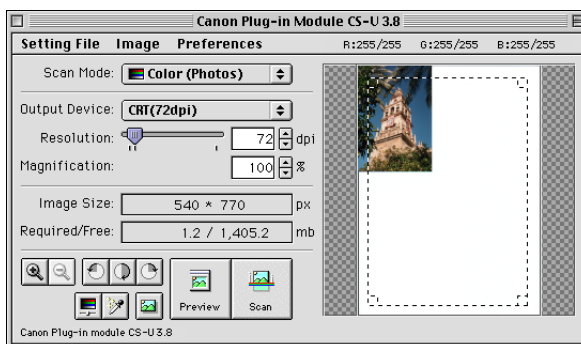 Canon Plug-in Module CS-U 3.8
Setting File Image Preferences R:255/255 G:255/255 B:255/255
Scan Mode: Color (Photos)
Output Device: CRT(72dpi)
Resolution: 72 dpi
Magnification: 100 %
Image Size: 540 * 770 px
Required/Free: 1.2 / 1,405.2 mb
Preview Scan
Canon Plug-in module CS-U 3.8